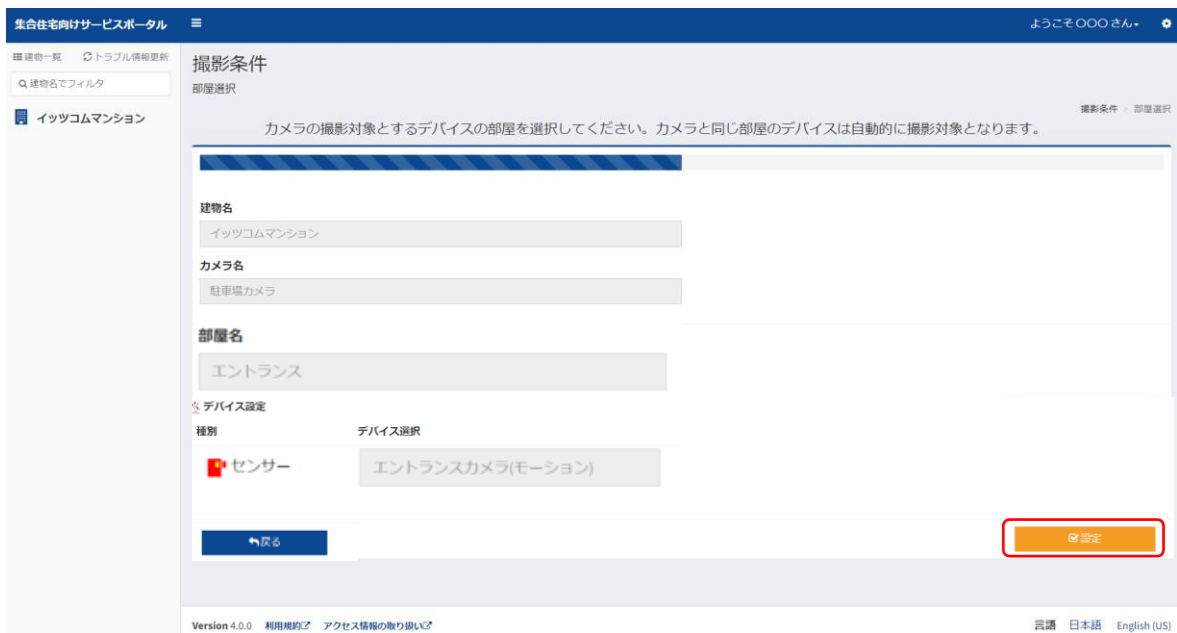 集合住宅向けサービスポータル
ようこそ〇〇〇さん
建物一覧 トラブル情報更新
建物名でフィルタ
イッツコムマンション
撮影条件
部屋選択
撮影条件 > 部屋選択
カメラの撮影対象とするデバイスの部屋を選択してください。カメラと同じ部屋のデバイスは自動的に撮影対象となります。
建物名
イッツコムマンション
カメラ名
駐車場カメラ
部屋名
エントランス
デバイス設定
種別 デバイス選択
センサー エントランスカメラ(モーション)
戻る 設定
Version 4.0.0 利用規約 アクセス情報の取り扱い 言語 日本語 English (US)